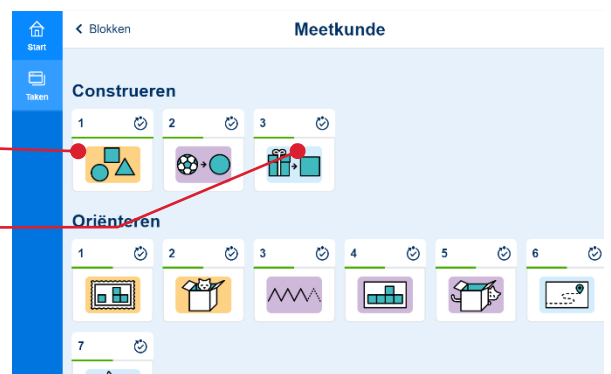 Start
Taken
Blokken
Meetkunde
Construeren
1 2 3
Oriënteren
1 2 3 4 5 6
7